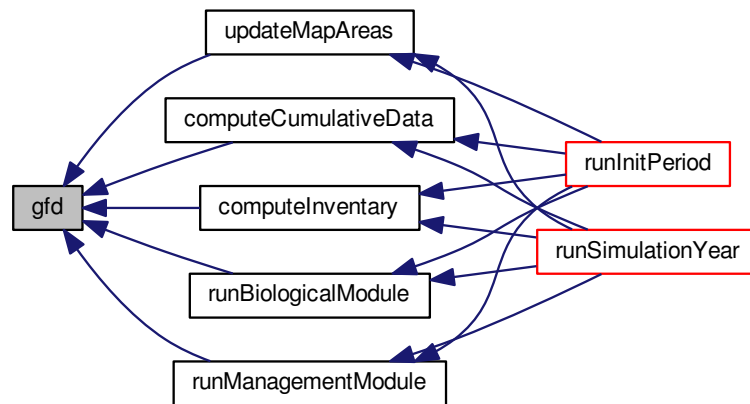 updateMapAreas
computeCumulativeData
runInitPeriod
gfd
computeInventary
runSimulationYear
runBiologicalModule
runManagementModule